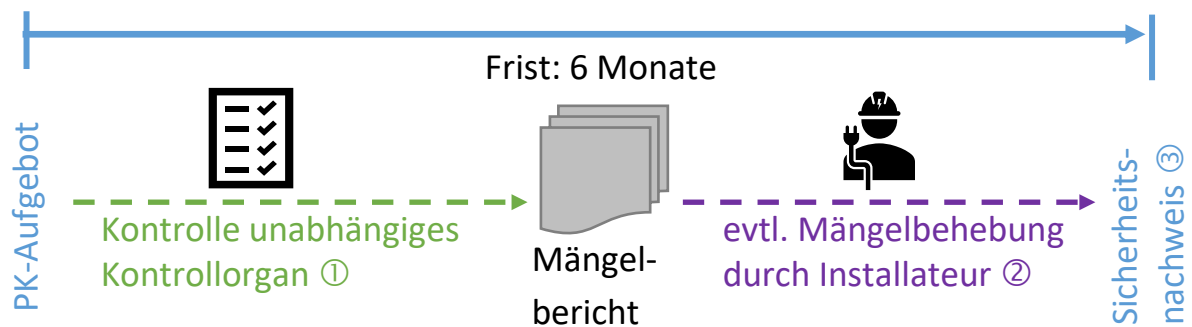 Frist: 6 Monate
PK-Aufgebot
Kontrolle unabhängiges
Kontrollorgan ①
Mängel-
bericht
evtl. Mängelbehebung
durch Installateur ②
Sicherheits-
nachweis ③